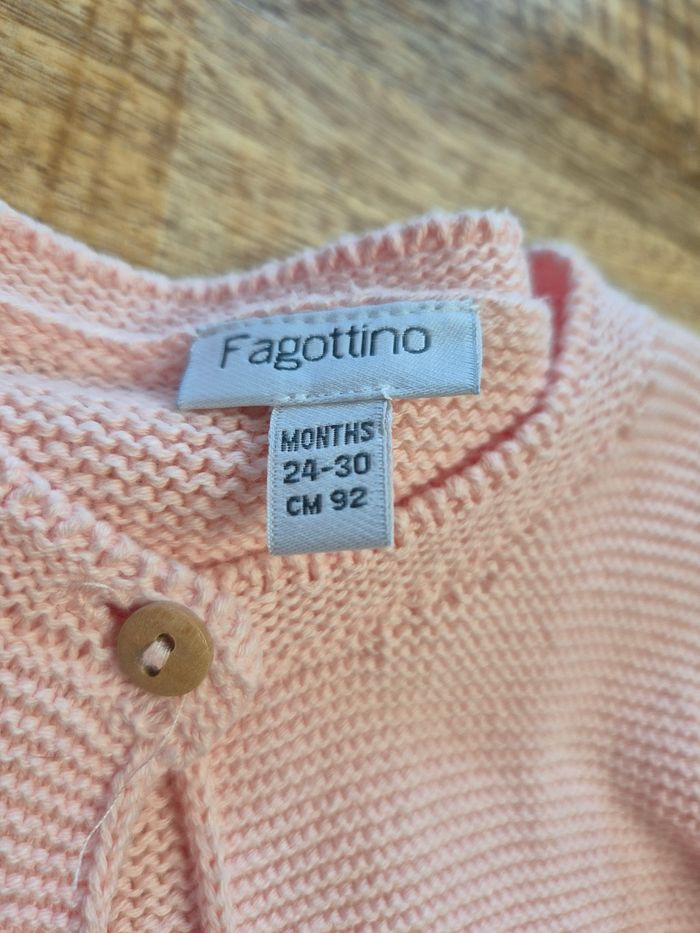 Fagottino
MONTHS
24-30
CM 92